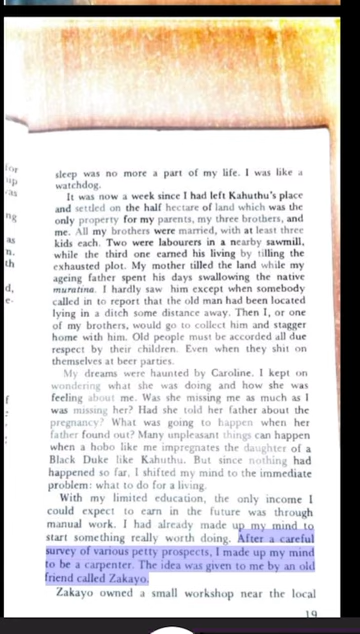 for
up
vas
ng
as
n.
th
d,
e-
f
sleep was no more a part of my life. I was like a
watchdog.
It was now a week since I had left Kahuthu's place
and settled on the half hectare of land which was the
only property for my parents, my three brothers, and
me. All my brothers were married, with at least three
kids each. Two were labourers in a nearby sawmill,
while the third one earned his living by tilling the
exhausted plot. My mother tilled the land while my
ageing father spent his days swallowing the native
muratina. I hardly saw him except when somebody
called in to report that the old man had been located
lying in a ditch some distance away. Then I, or one
of my brothers, would go to collect him and stagger
home with him. Old people must be accorded all due
respect by their children. Even when they shit on
themselves at beer parties.
My dreams were haunted by Caroline. I kept on
wondering what she was doing and how she was
feeling about me. Was she missing me as much as I
was missing her? Had she told her father about the
pregnancy? What was going to happen when her
father found out? Many unpleasant things can happen
when a hobo like me impregnates the daughter of a
Black Duke like Kahuthu. But since nothing had
happened so far, I shifted my mind to the immediate
problem: what to do for a living.
With my limited education, the only income I
could expect to earn in the future was through
manual work. I had already made up my mind to
start something really worth doing. After a careful
survey of various petty prospects, I made up my mind
to be a carpenter. The idea was given to me by an old
friend called Zakayo.
Zakayo owned a small workshop near the local
19